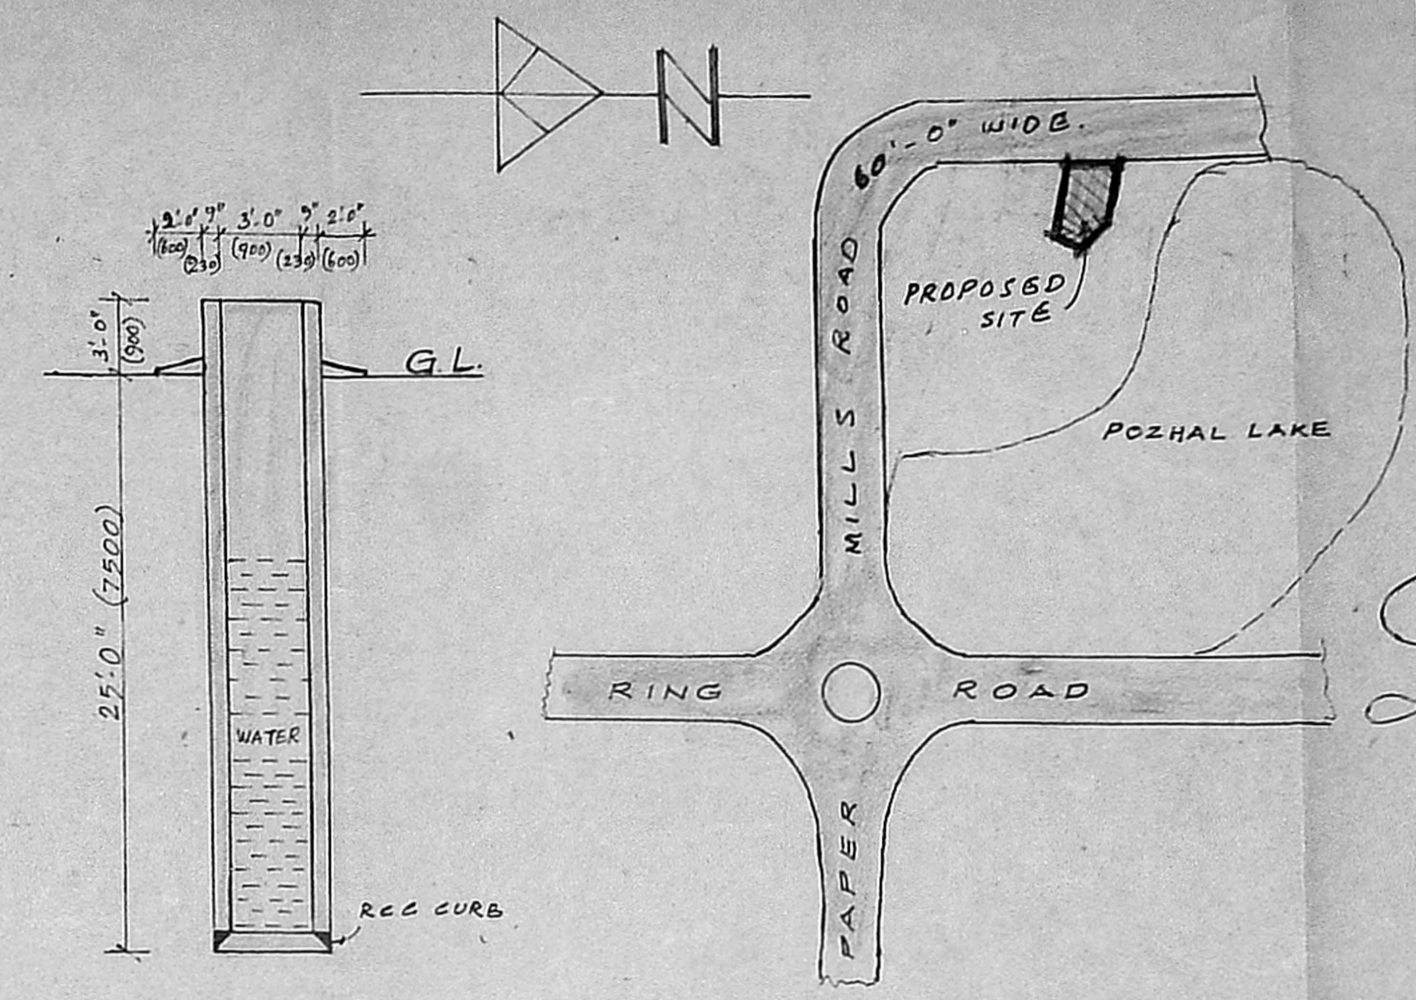 N
60'-0" WIDE.
2'-0" 9" 3'-0" 9" 2'-0"
(600) (230) (900) (230) (600)
3'-0"
(900)
G.L.
25'-0" (7500)
WATER
RCC CURB
PROPOSED
SITE
MILLS ROAD
POZHAL LAKE
RING ROAD
PAPER